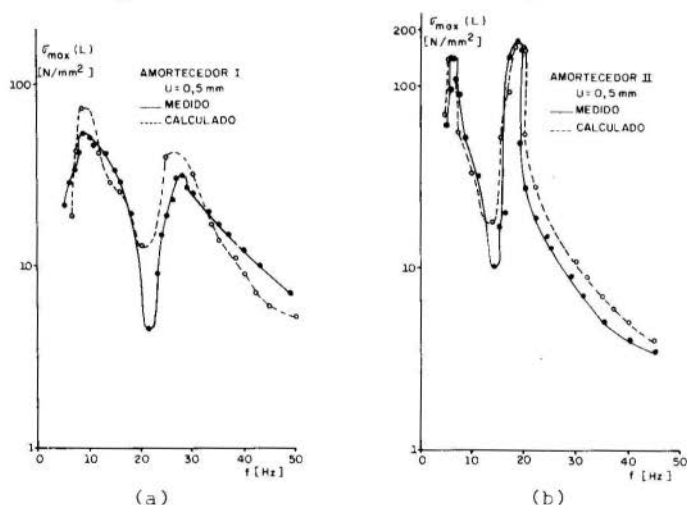 σmax (L)
[N/mm²]
100
10
1
AMORTECEDOR I
U = 0,5 mm
MEDIDO
CALCULADO
0 10 20 30 40 50
f [Hz]
(a)
σmax (L)
[N/mm²]
200
100
10
1
AMORTECEDOR II
U = 0,5 mm
MEDIDO
CALCULADO
0 10 20 30 40 50
f [Hz]
(b)